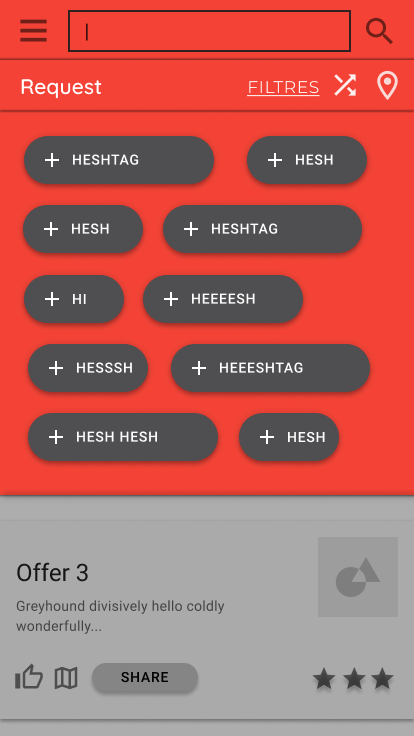 Request
FILTRES
HESHTAG
HESH
HESH
HESHTAG
HI
HEEEESH
HESSSH
HEEESHTAG
HESH HESH
HESH
Offer 3
Greyhound divisively hello coldly
wonderfully...
SHARE